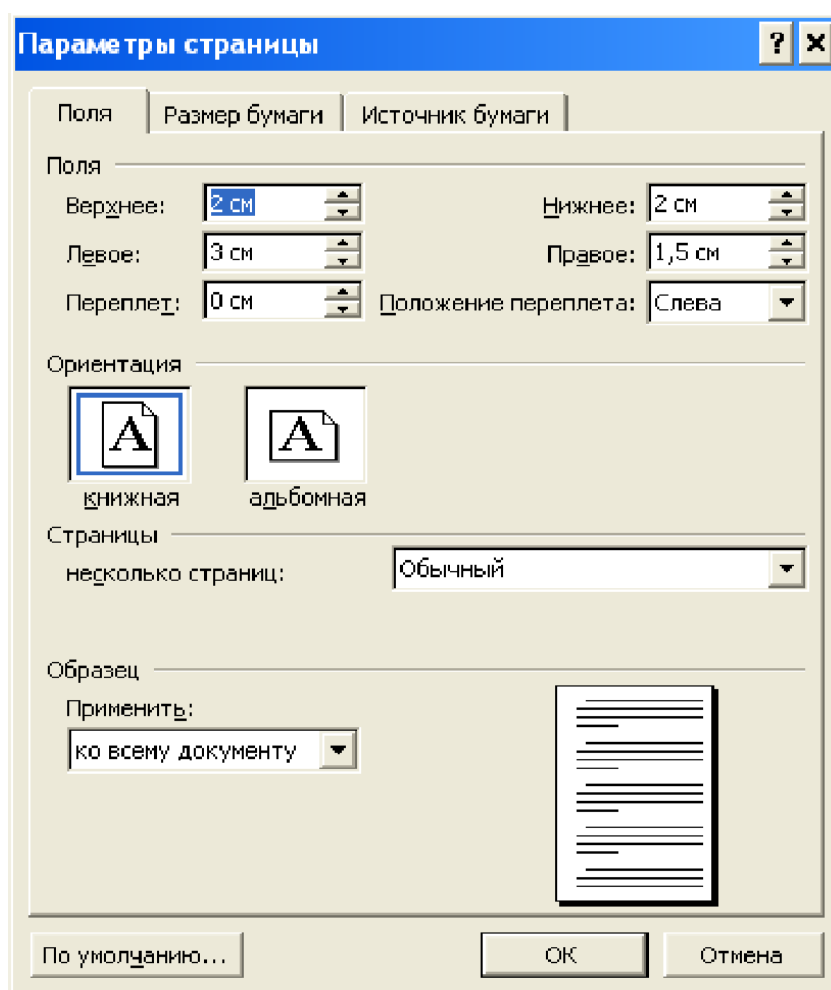 Параметры страницы ? ×
Поля Размер бумаги Источник бумаги
Поля
Верхнее: 2 см Нижнее: 2 см
Левое: 3 см Правое: 1,5 см
Переплет: 0 см Положение переплета: Слева
Ориентация
A A
книжная альбомная
Страницы
несколько страниц: Обычный
Образец
Применить:
ко всему документу
По умолчанию... ОК Отмена